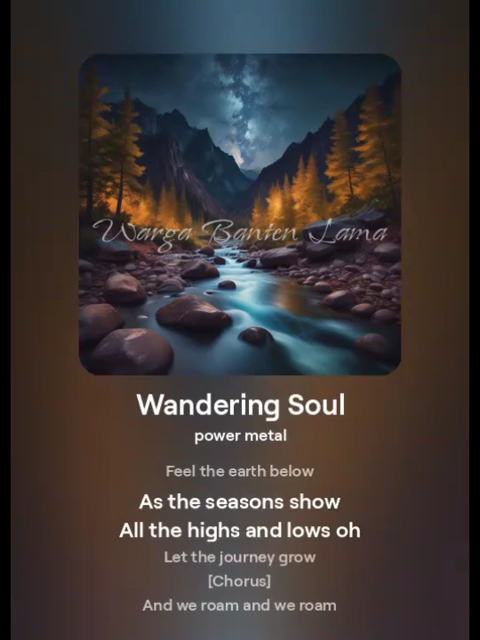 Warga Banten Lama
Wandering Soul
power metal
Feel the earth below
As the seasons show
All the highs and lows oh
Let the journey grow
[Chorus]
And we roam and we roam